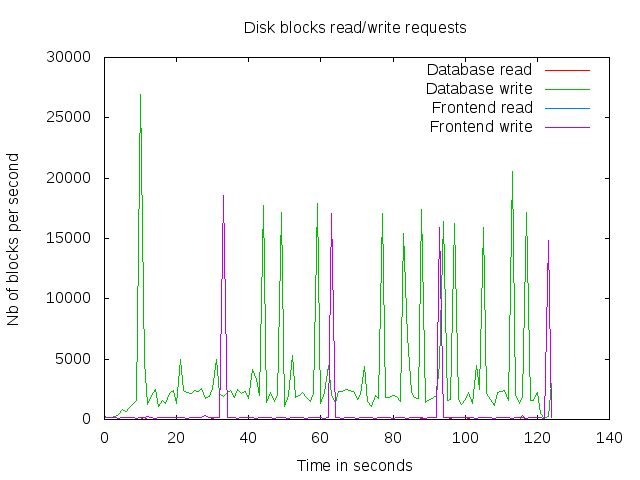 Disk blocks read/write requests
30000
25000
20000
15000
10000
5000
0
Nb of blocks per second
Database read
Database write
Frontend read
Frontend write
0 20 40 60 80 100 120 140
Time in seconds